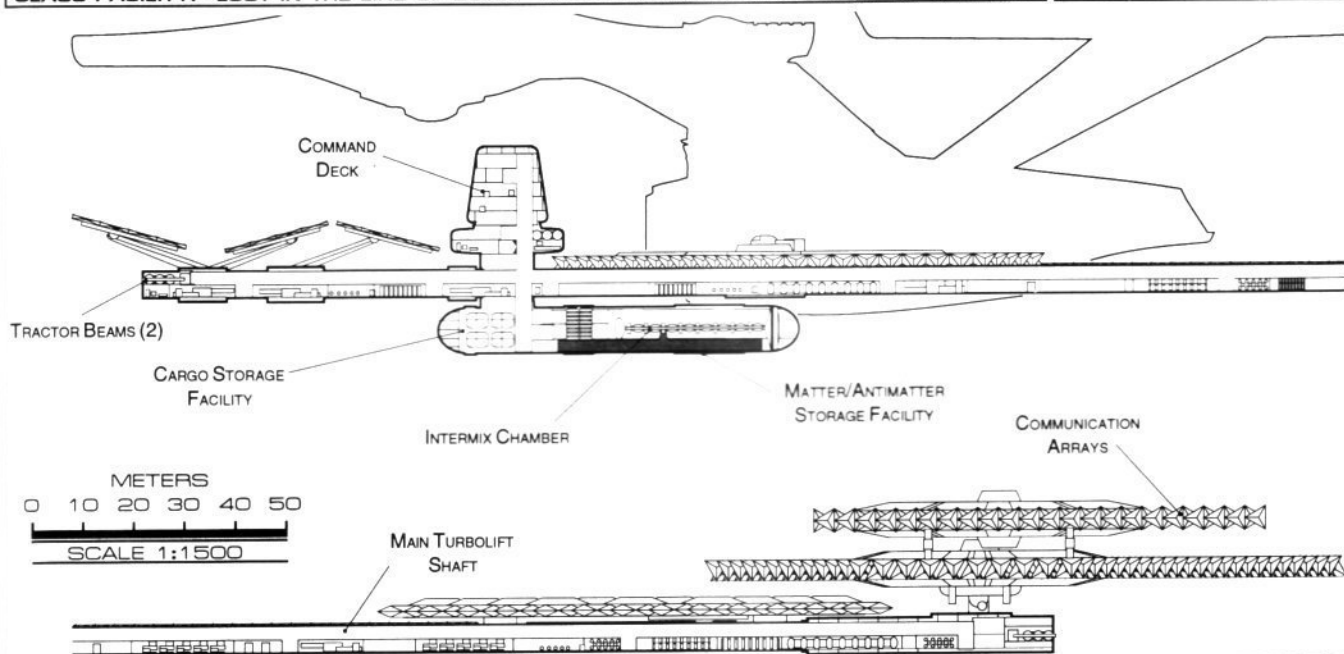 COMMAND
DECK
TRACTOR BEAMS (2)
CARGO STORAGE
FACILITY
INTERMIX CHAMBER
MATTER/ANTIMATTER
STORAGE FACILITY
COMMUNICATION
ARRAYS
METERS
0 10 20 30 40 50
SCALE 1:1500
MAIN TURBOLIFT
SHAFT